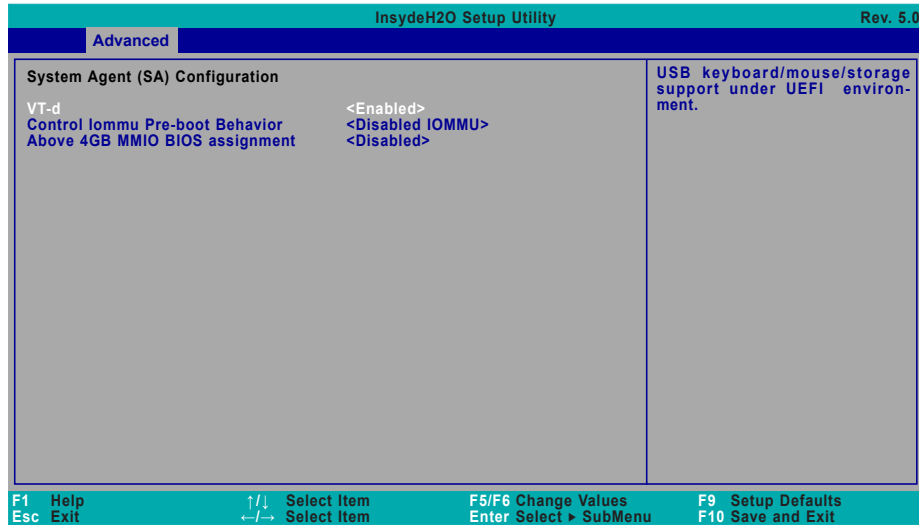 InsydeH2O Setup Utility Rev. 5.0
Advanced
System Agent (SA) Configuration
VT-d <Enabled>
Control Iommu Pre-boot Behavior <Disabled IOMMU>
Above 4GB MMIO BIOS assignment <Disabled>
USB keyboard/mouse/storage
support under UEFI environ-
ment.
F1 Help ↑/↓ Select Item F5/F6 Change Values F9 Setup Defaults
Esc Exit ←/→ Select Item Enter Select ▶ SubMenu F10 Save and Exit